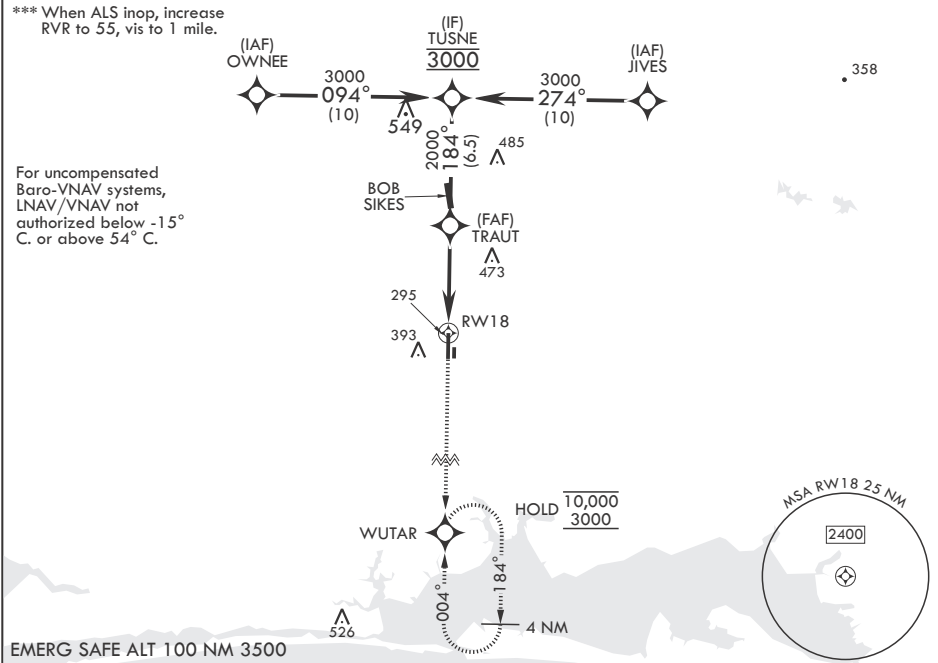 *** When ALS inop, increase
RVR to 55, vis to 1 mile.
(IAF)
OWNEE
(IF)
TUSNE
3000
(IAF)
JIVES
358
3000
094°
(10)
3000
274°
(10)
549
2000
184°
(6.5)
485
For uncompensated
Baro-VNAV systems,
LNAV/VNAV not
authorized below -15°
C. or above 54° C.
BOB
SIKES
(FAF)
TRAUT
473
295
RW18
393
WUTAR
HOLD
10,000
3000
004°
184°
4 NM
526
MSA RW18 25 NM
2400
EMERG SAFE ALT 100 NM 3500